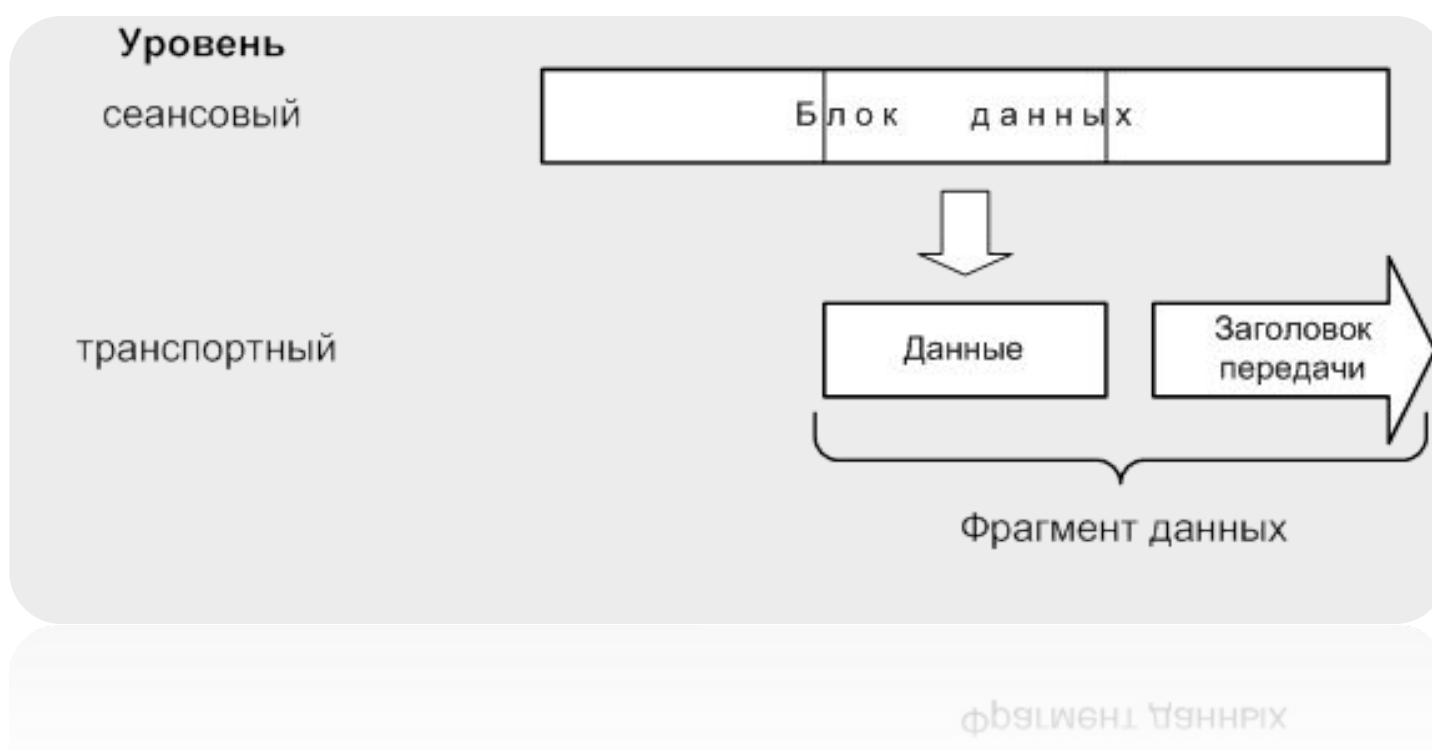 Уровень
сеансовый
Блок данных
транспортный
Данные
Заголовок
передачи
Фрагмент данных